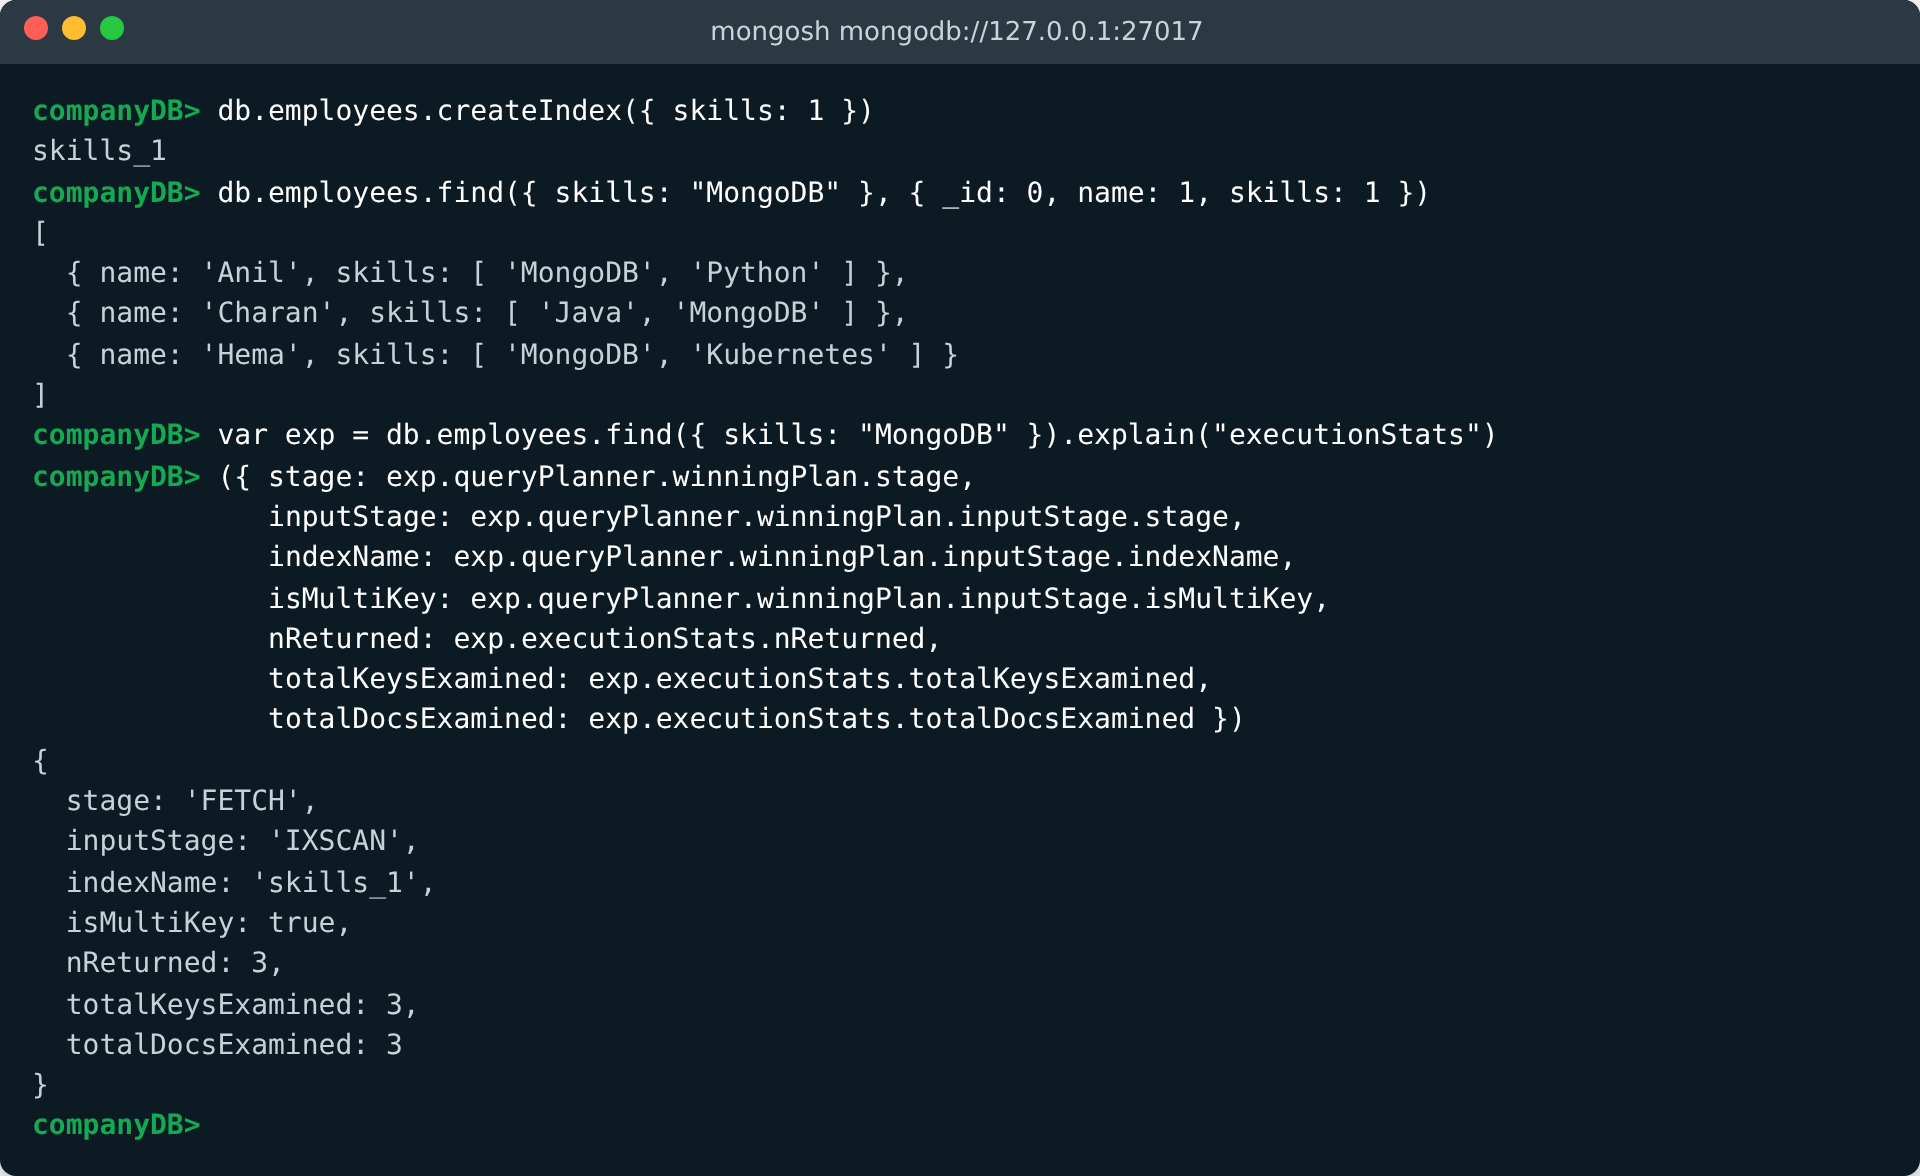 mongosh mongodb://127.0.0.1:27017
companyDB> db.employees.createIndex({ skills: 1 })
skills_1
companyDB> db.employees.find({ skills: "MongoDB" }, { _id: 0, name: 1, skills: 1 })
[
  { name: 'Anil', skills: [ 'MongoDB', 'Python' ] },
  { name: 'Charan', skills: [ 'Java', 'MongoDB' ] },
  { name: 'Hema', skills: [ 'MongoDB', 'Kubernetes' ] }
]
companyDB> var exp = db.employees.find({ skills: "MongoDB" }).explain("executionStats")
companyDB> ({ stage: exp.queryPlanner.winningPlan.stage,
              inputStage: exp.queryPlanner.winningPlan.inputStage.stage,
              indexName: exp.queryPlanner.winningPlan.inputStage.indexName,
              isMultiKey: exp.queryPlanner.winningPlan.inputStage.isMultiKey,
              nReturned: exp.executionStats.nReturned,
              totalKeysExamined: exp.executionStats.totalKeysExamined,
              totalDocsExamined: exp.executionStats.totalDocsExamined })
{
  stage: 'FETCH',
  inputStage: 'IXSCAN',
  indexName: 'skills_1',
  isMultiKey: true,
  nReturned: 3,
  totalKeysExamined: 3,
  totalDocsExamined: 3
}
companyDB>